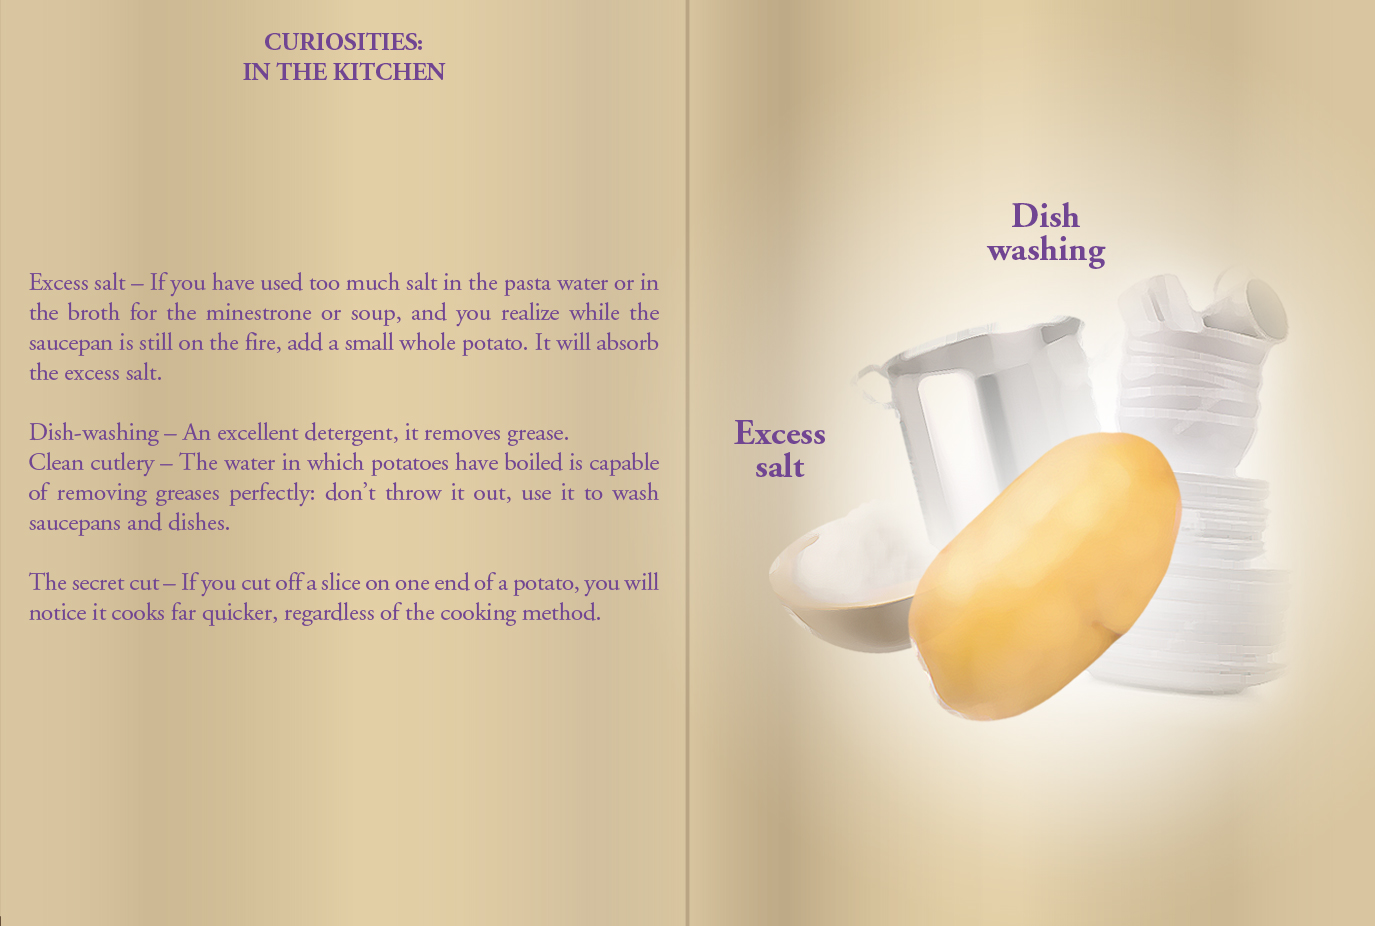 CURIOSITIES:
IN THE KITCHEN
Excess salt – If you have used too much salt in the pasta water or in
the broth for the minestrone or soup, and you realize while the
saucepan is still on the fire, add a small whole potato. It will absorb
the excess salt.
Dish-washing – An excellent detergent, it removes grease.
Clean cutlery – The water in which potatoes have boiled is capable
of removing greases perfectly: don’t throw it out, use it to wash
saucepans and dishes.
The secret cut – If you cut off a slice on one end of a potato, you will
notice it cooks far quicker, regardless of the cooking method.
Dish
washing
Excess
salt